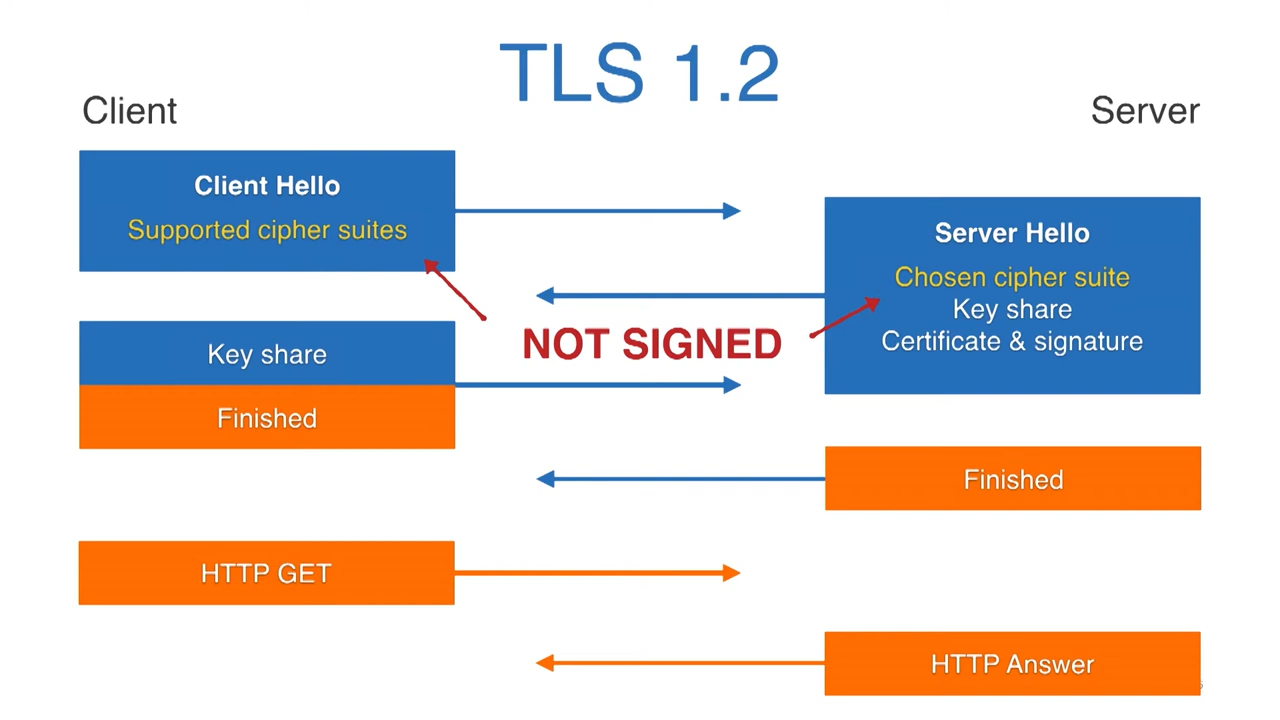 TLS 1.2
Client
Server
Client Hello
Supported cipher suites
Server Hello
Chosen cipher suite
Key share
Certificate & signature
NOT SIGNED
Key share
Finished
Finished
HTTP GET
HTTP Answer